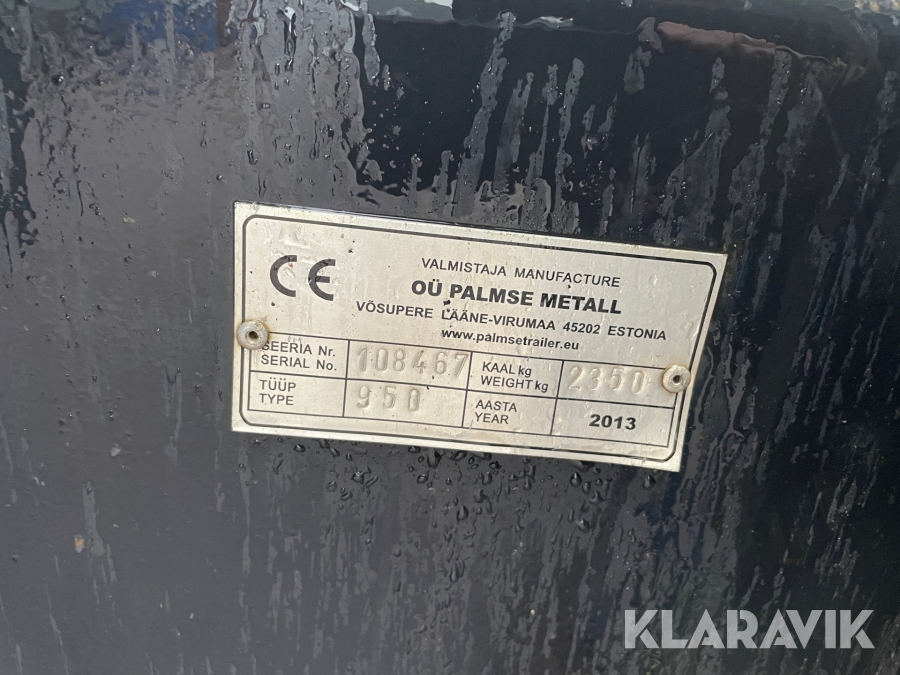 CE
VALMISTAJA MANUFACTURE
OÜ PALMSE METALL
VÕSUPERE LÄÄNE-VIRUMAA 45202 ESTONIA
www.palmsetrailer.eu
SEERIA Nr.
SERIAL No.
108467
KAAL kg
WEIGHT kg
2350
TÜÜP
TYPE
950
AASTA
YEAR
2013
KLARAVIK